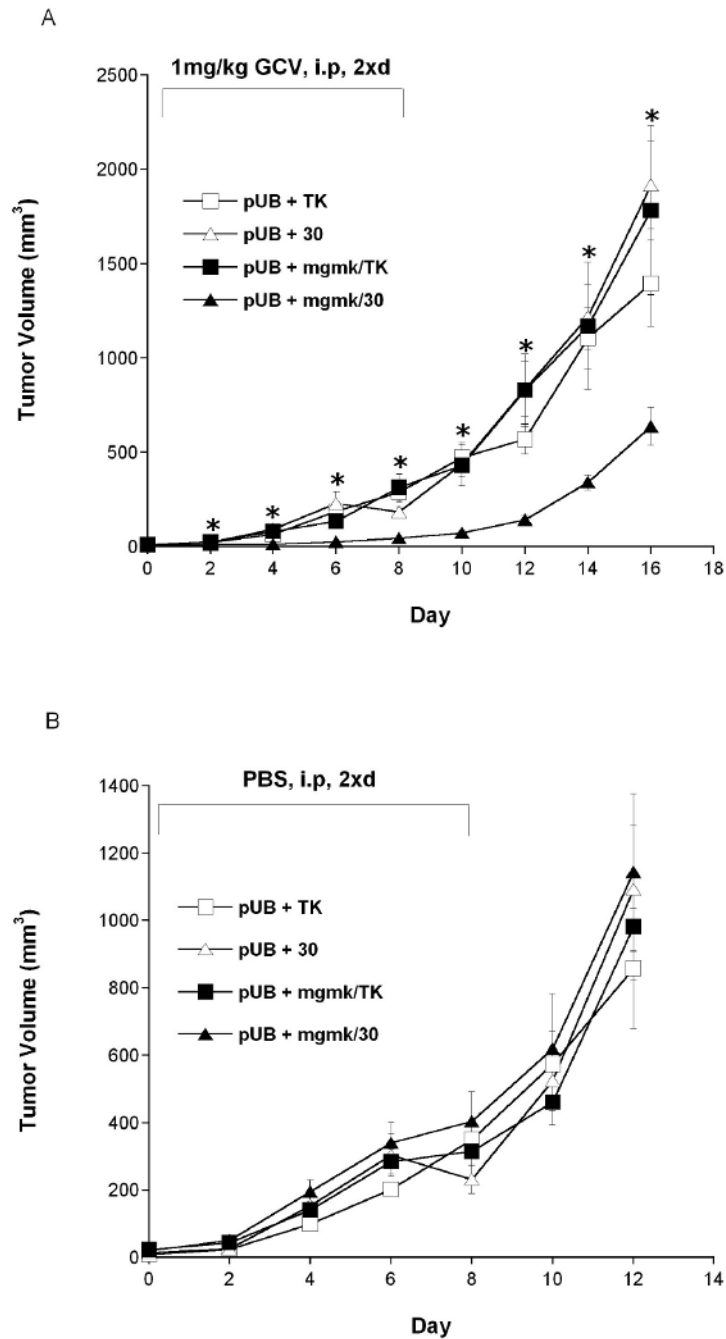 A
1mg/kg GCV, i.p, 2xd
2500
2000
1500
1000
500
0
Tumor Volume (mm³)
pUB + TK
pUB + 30
pUB + mgmk/TK
pUB + mgmk/30
* * * * * * * *
0 2 4 6 8 10 12 14 16 18
Day
B
PBS, i.p, 2xd
1400
1200
1000
800
600
400
200
0
Tumor Volume (mm³)
pUB + TK
pUB + 30
pUB + mgmk/TK
pUB + mgmk/30
0 2 4 6 8 10 12 14
Day